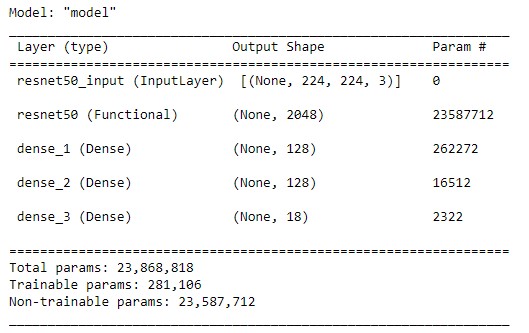 Model: "model"
_________________________________________________________________
Layer (type) Output Shape Param #
=================================================================
resnet50_input (InputLayer) [(None, 224, 224, 3)] 0
resnet50 (Functional) (None, 2048) 23587712
dense_1 (Dense) (None, 128) 262272
dense_2 (Dense) (None, 128) 16512
dense_3 (Dense) (None, 18) 2322
=================================================================
Total params: 23,868,818
Trainable params: 281,106
Non-trainable params: 23,587,712
_________________________________________________________________